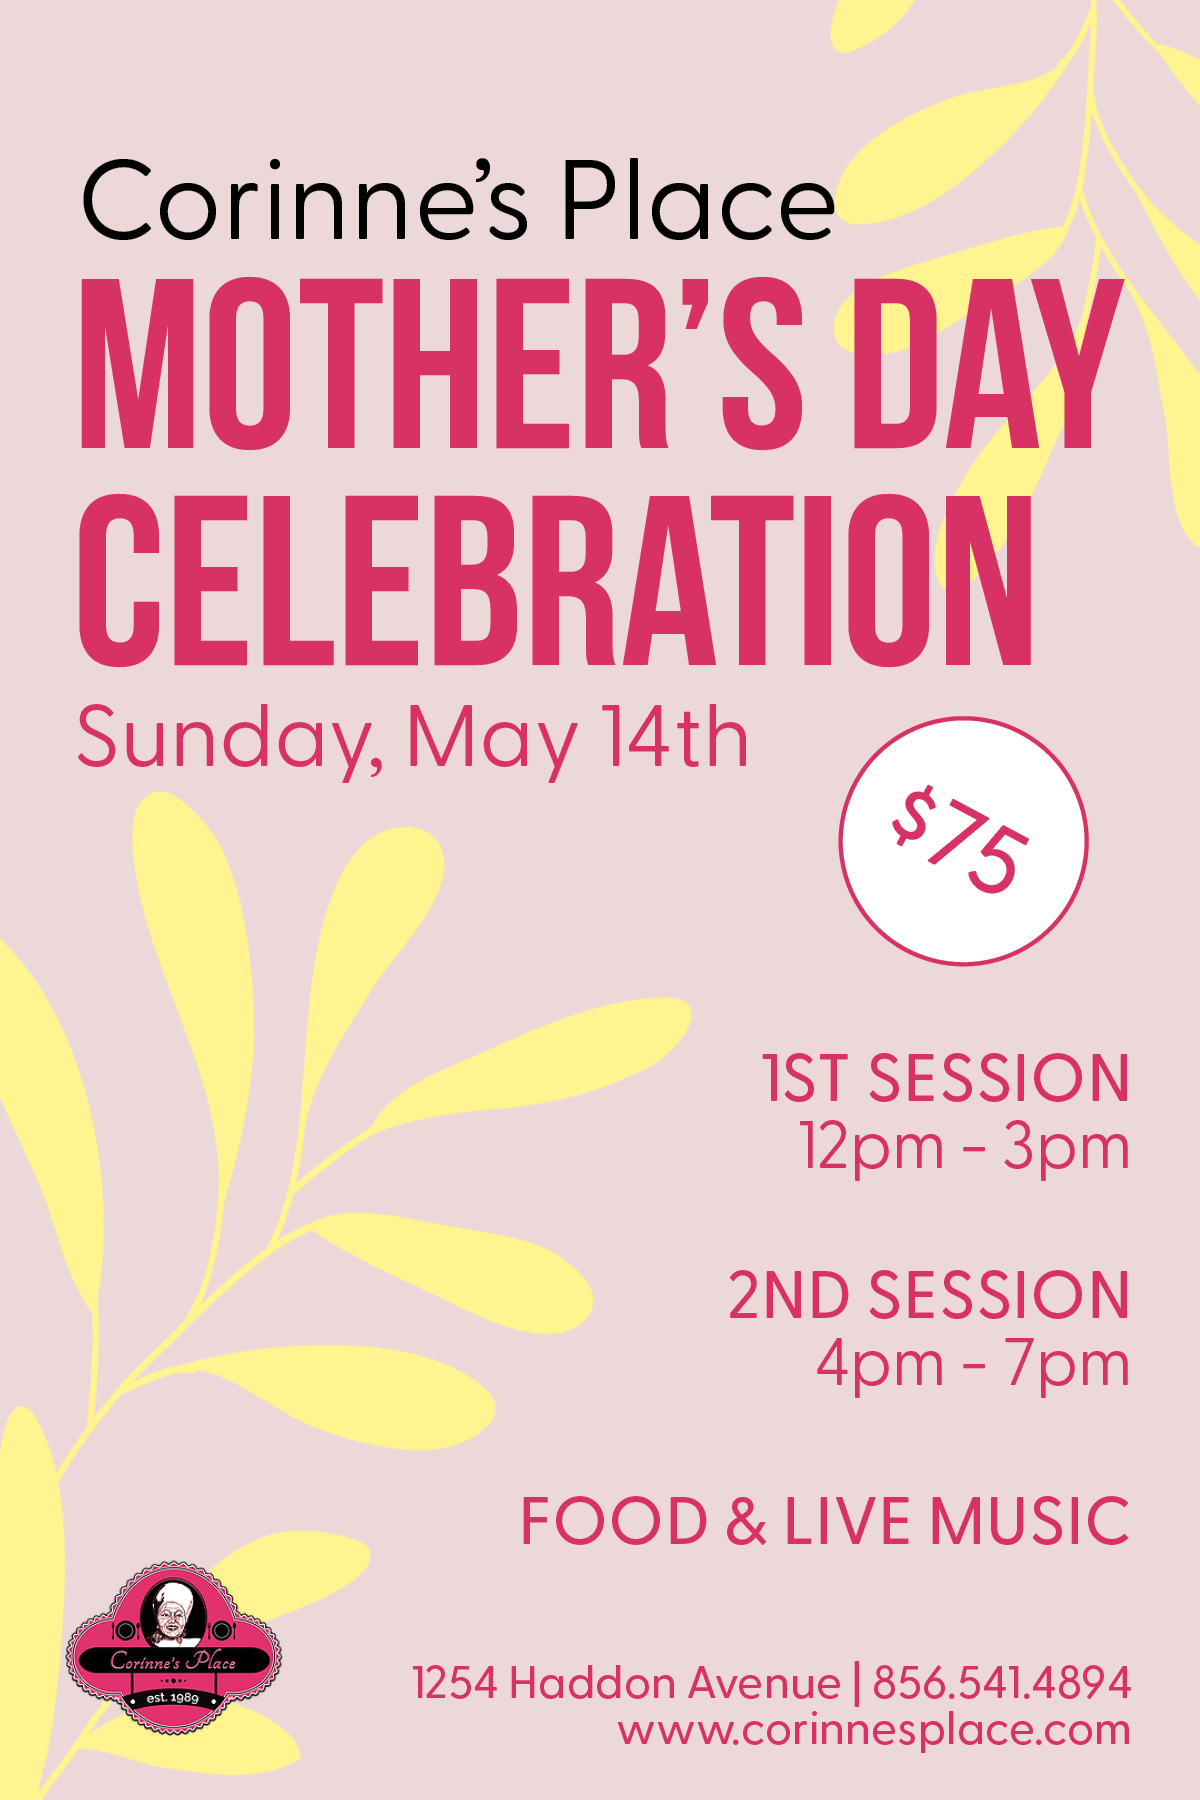 Corinne’s Place
MOTHER’S DAY
CELEBRATION
Sunday, May 14th
$75
1ST SESSION
12pm - 3pm
2ND SESSION
4pm - 7pm
FOOD & LIVE MUSIC
Corinne's Place
est. 1989
1254 Haddon Avenue | 856.541.4894
www.corinnesplace.com